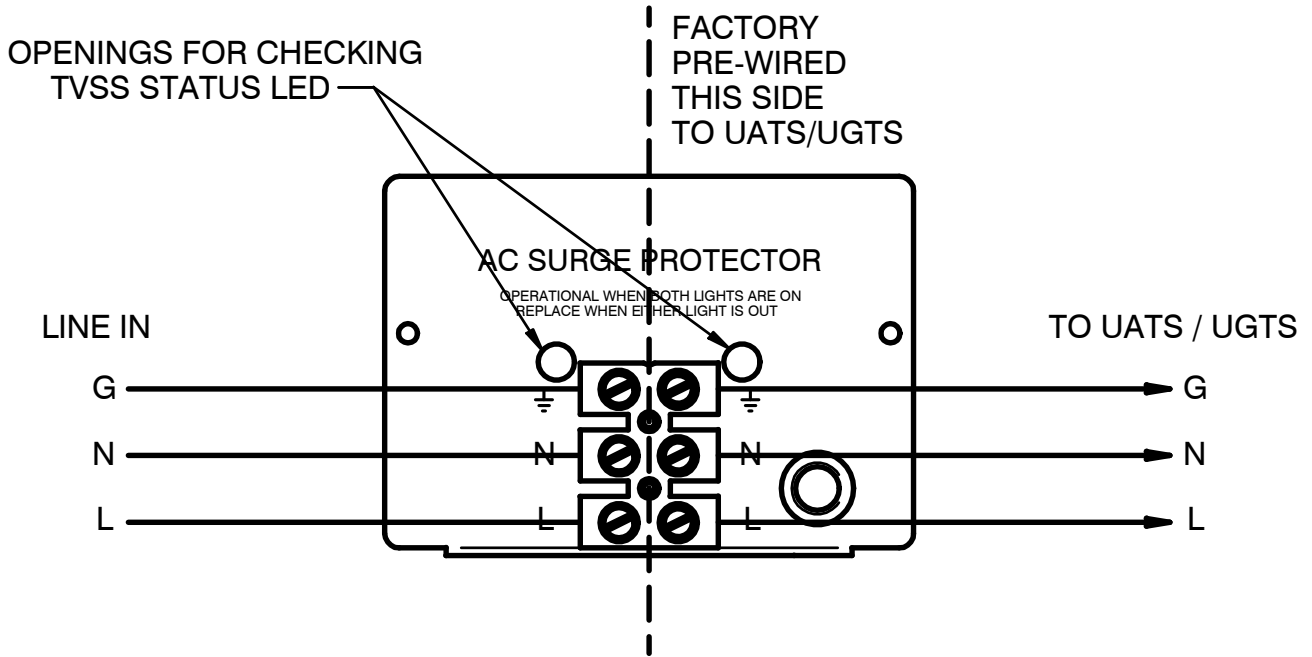 OPENINGS FOR CHECKING
TVSS STATUS LED
FACTORY
PRE-WIRED
THIS SIDE
TO UATS/UGTS
AC SURGE PROTECTOR
OPERATIONAL WHEN BOTH LIGHTS ARE ON
REPLACE WHEN EITHER LIGHT IS OUT
LINE IN
TO UATS / UGTS
G
G
N
N
N
N
L
L
L
L